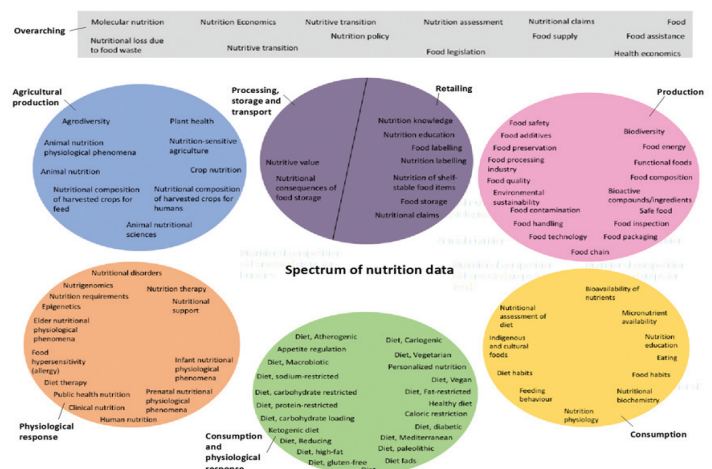 Overarching
Molecular nutrition
Nutrition Economics
Nutritive transition
Nutrition assessment
Nutritional claims
Food
Nutritional loss due
to food waste
Nutritive transition
Nutrition policy
Food legislation
Food supply
Food assistance
Health economics
Agricultural
production
Agrodiversity
Plant health
Animal nutrition
physiological phenomena
Nutrition-sensitive
agriculture
Animal nutrition
Crop nutrition
Nutritional composition
of harvested crops for
feed
Nutritional composition
of harvested crops for
humans
Animal nutritional
sciences
Processing,
storage and
transport
Nutritive value
Nutritional
consequences of
food storage
Retailing
Nutrition knowledge
Nutrition education
Food labelling
Nutrition labelling
Nutrition of shelf-
stable food items
Food storage
Nutritional claims
Production
Food safety
Food additives
Food preservation
Food processing
industry
Food quality
Environmental
sustainability
Food contamination
Food handling
Food technology
Food chain
Biodiversity
Food energy
Functional foods
Food composition
Bioactive
compounds/ingredients
Safe food
Food inspection
Food packaging
Spectrum of nutrition data
Nutritional disorders
Nutrigenomics
Nutrition requirements
Epigenetics
Nutrition therapy
Nutritional
support
Elder nutritional
physiological
phenomena
Food
hypersensitivity
(allergy)
Infant nutritional
physiological
phenomena
Diet therapy
Public health nutrition
Prenatal nutritional
physiological
phenomena
Clinical nutrition
Human nutrition
Physiological
response
Diet, Atherogenic
Appetite regulation
Diet, Macrobiotic
Diet, sodium-restricted
Diet, carbohydrate restricted
Diet, protein-restricted
Diet, carbohydrate loading
Ketogenic diet
Diet, Reducing
Diet, high-fat
Diet, gluten-free
Diet, Cariogenic
Diet, Vegetarian
Personalized nutrition
Diet, Vegan
Diet, Fat-restricted
Healthy diet
Caloric restriction
Diet, diabetic
Diet, Mediterranean
Diet, paleolithic
Diet fads
Consumption
and
physiological
response
Bioavailability of
nutrients
Nutritional
assessment of
diet
Micronutrient
availability
Indigenous
and cultural
foods
Nutrition
education
Eating
Diet habits
Food habits
Feeding
behaviour
Nutritional
biochemistry
Nutrition
physiology
Consumption